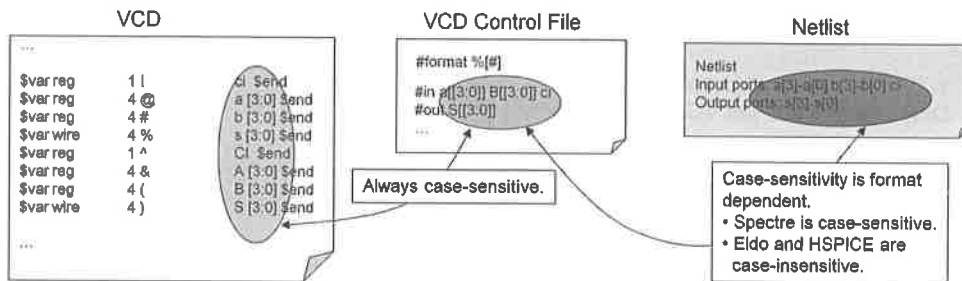 VCD
...
$var reg 1 | cl $end
$var reg 4 @ a [3:0] $end
$var reg 4 # b [3:0] $end
$var wire 4 % s [3:0] $end
$var reg 1 ^ Cl $end
$var reg 4 & A [3:0] $end
$var reg 4 ( B [3:0] $end
$var wire 4 ) S [3:0] $end
...
VCD Control File
#format %[#]
#in a[[3:0]] B[[3:0]] ci
#out S[[3:0]]
...
Always case-sensitive.
Netlist
Netlist
Input ports: a[3]-a[0] b[3]-b[0] ci
Output ports: s[3]-s[0]
Case-sensitivity is format
dependent.
• Spectre is case-sensitive.
• Eldo and HSPICE are
case-insensitive.